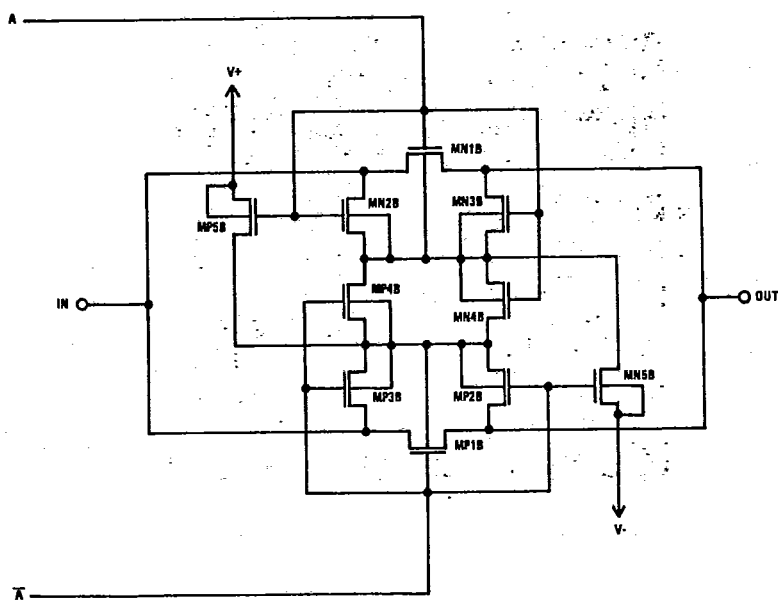 A
V+
MN1B
MN2B
MN3B
MP5B
MP4B
IN
OUT
MN4B
MP3B
MP2B
MN5B
MP1B
V-
A̅